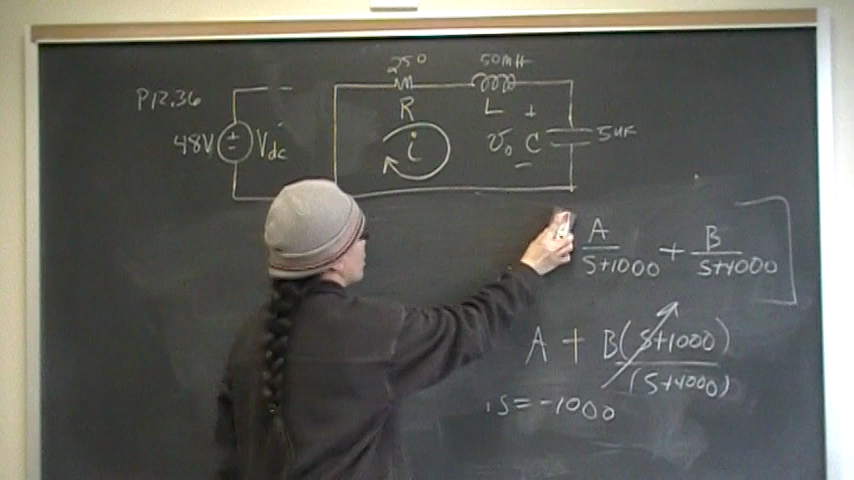 P12.36
48V
+
-
Vdc
250
R
50mH
L
i
+
v₀
-
C
5uF
A/(S+1000) + B/(S+4000)
A + B(S+1000)/(S+4000)
S=-1000